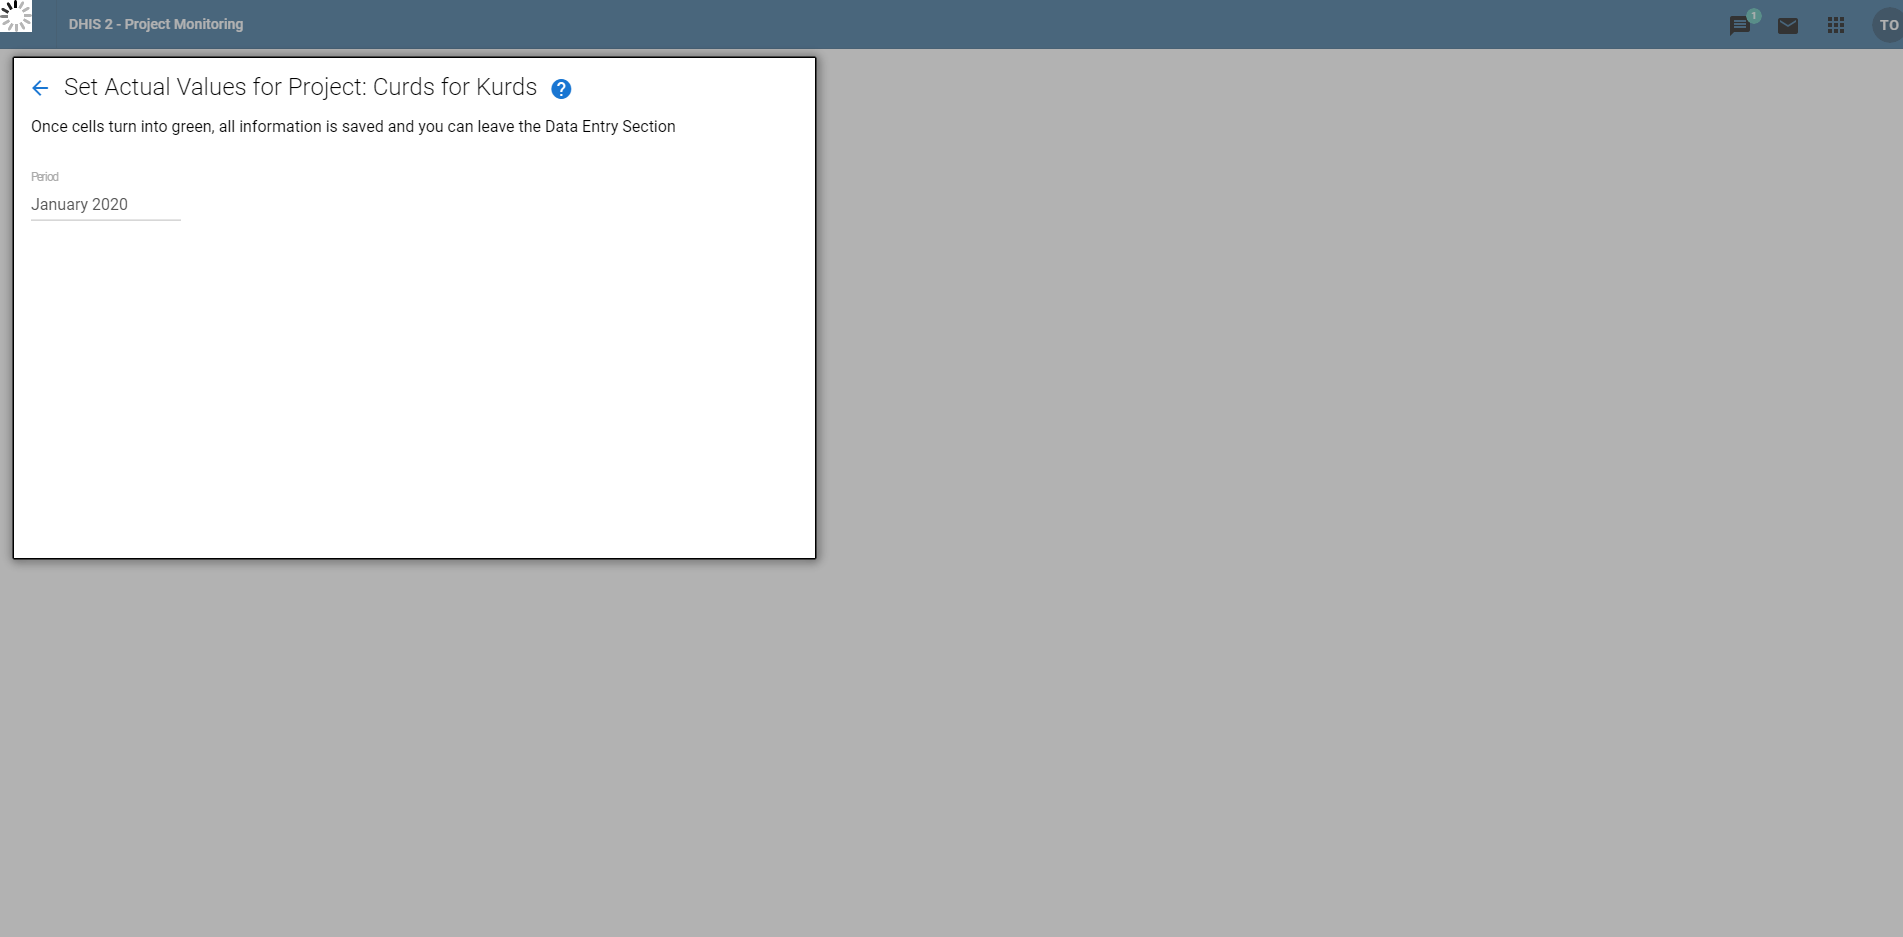 DHIS 2 - Project Monitoring
1
TO
Set Actual Values for Project: Curds for Kurds ?
Once cells turn into green, all information is saved and you can leave the Data Entry Section
Period
January 2020